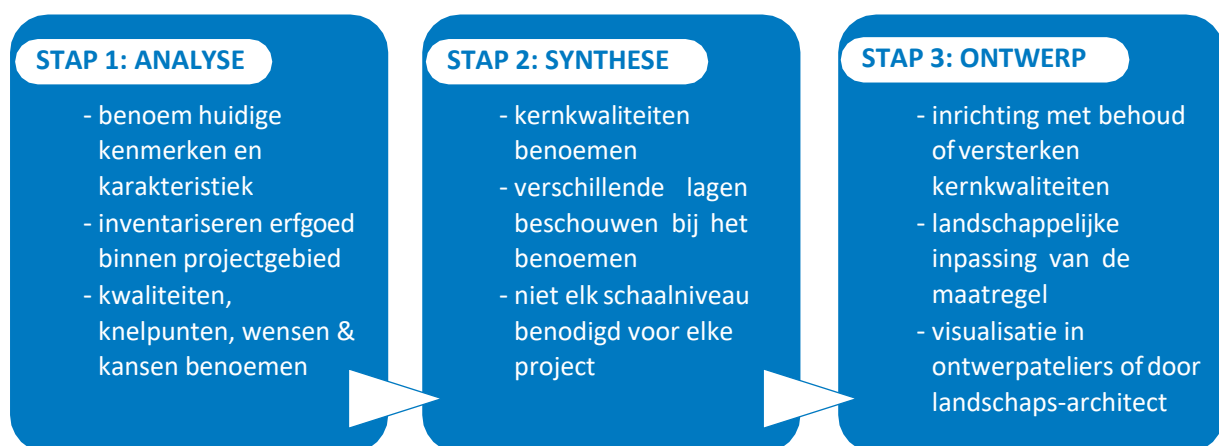 STAP 1: ANALYSE
- benoem huidige
kenmerken en
karakteristiek
- inventariseren erfgoed
binnen projectgebied
- kwaliteiten,
knelpunten, wensen &
kansen benoemen
STAP 2: SYNTHESE
- kernkwaliteiten
benoemen
- verschillende lagen
beschouwen bij het
benoemen
- niet elk schaalniveau
benodigd voor elke
project
STAP 3: ONTWERP
- inrichting met behoud
of versterken
kernkwaliteiten
- landschappelijke
inpassing van de
maatregel
- visualisatie in
ontwerpateliers of door
landschaps-architect